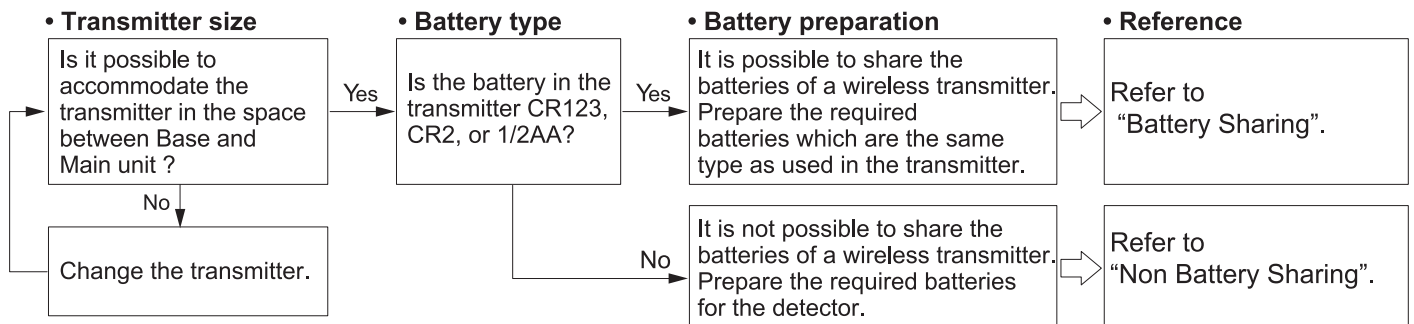 • Transmitter size
Is it possible to
accommodate the
transmitter in the space
between Base and
Main unit ?
Yes
No
Change the transmitter.
• Battery type
Is the battery in the
transmitter CR123,
CR2, or 1/2AA?
Yes
No
• Battery preparation
It is possible to share the
batteries of a wireless transmitter.
Prepare the required
batteries which are the same
type as used in the transmitter.
It is not possible to share the
batteries of a wireless transmitter.
Prepare the required batteries
for the detector.
• Reference
Refer to
“Battery Sharing”.
Refer to
“Non Battery Sharing”.